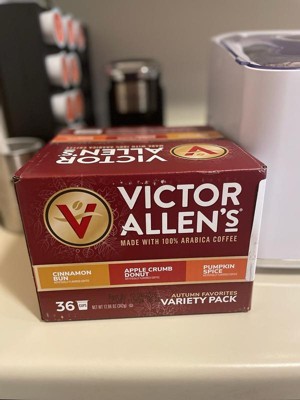 VICTOR
ALLEN'S
VICTOR
ALLEN'S®
MADE WITH 100% ARABICA COFFEE
CINNAMON
BUN
APPLE CRUMB
DONUT
PUMPKIN
SPICE
36
AUTUMN FAVORITES
VARIETY PACK